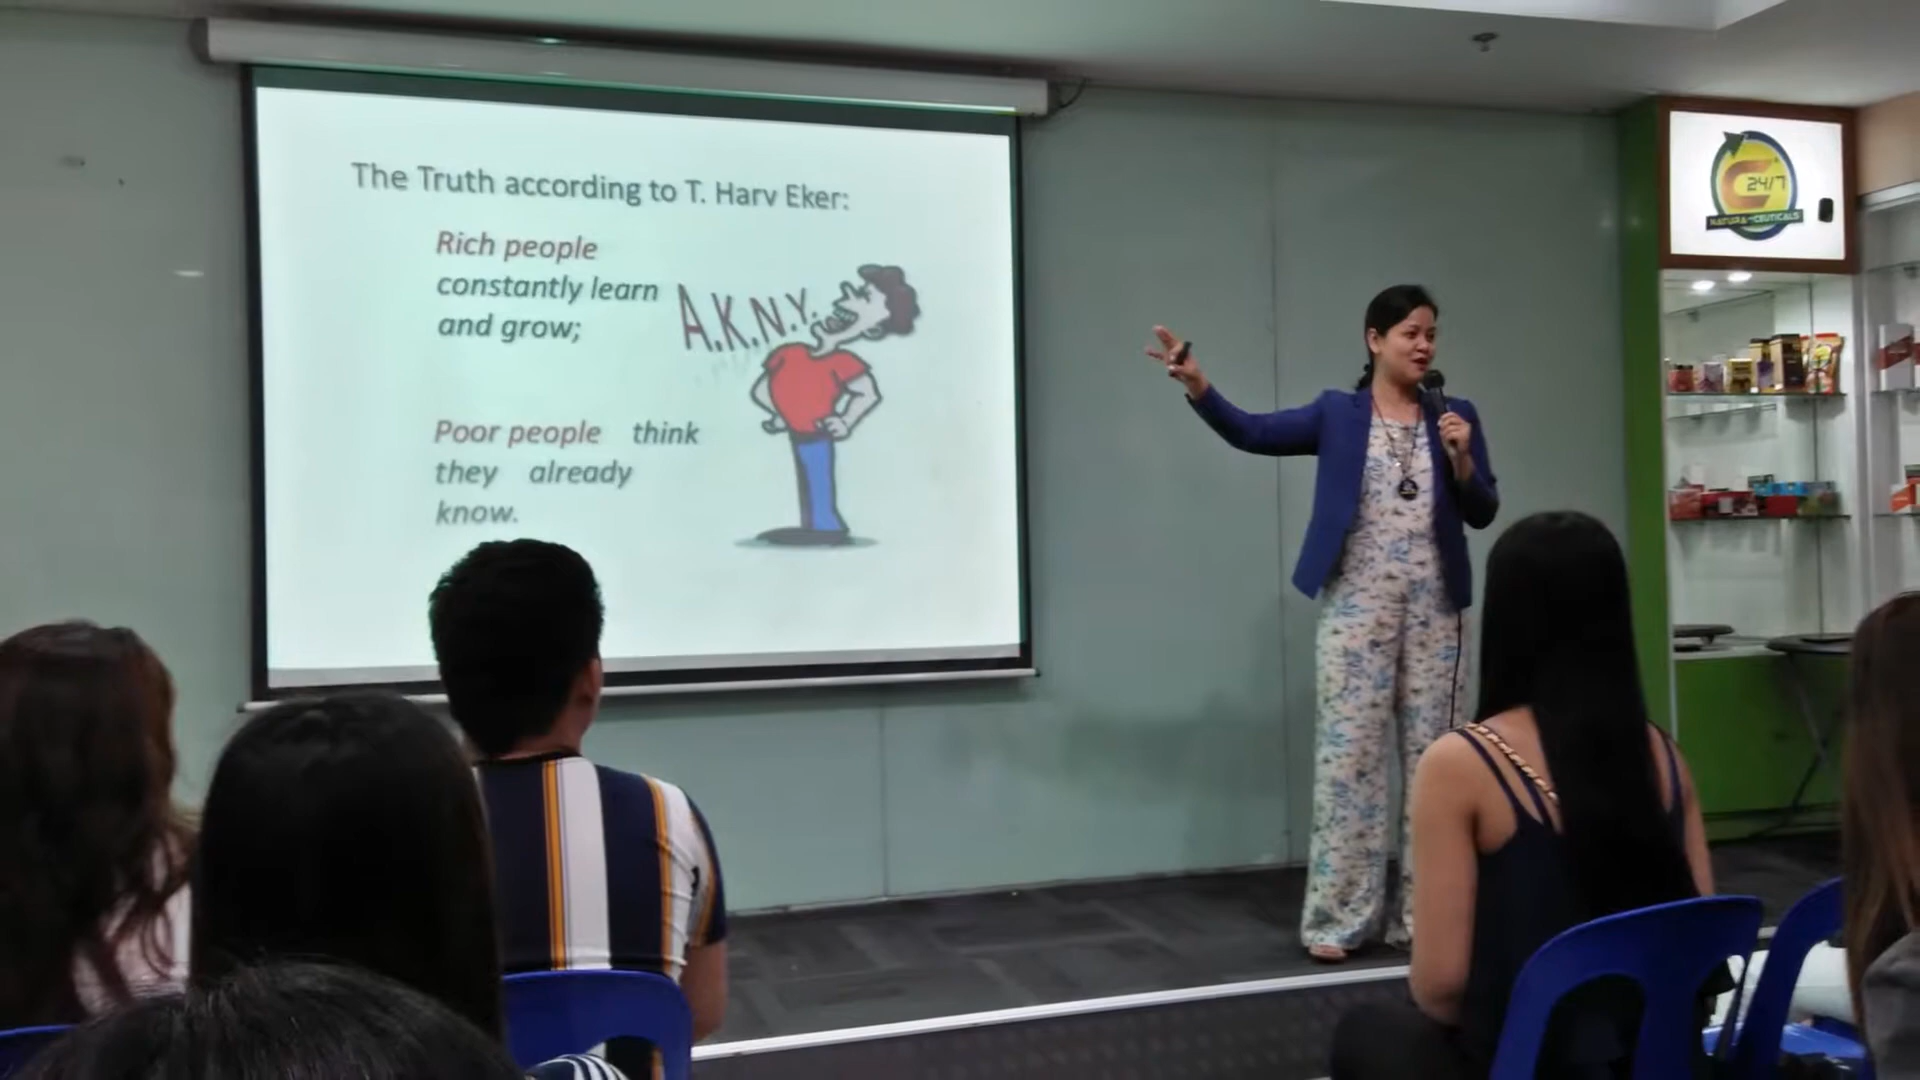 The Truth according to T. Harv Eker:
Rich people
constantly learn
and grow;
A.K.N.Y.
Poor people think
they already
know.
C 24/7
NATURA-CEUTICALS